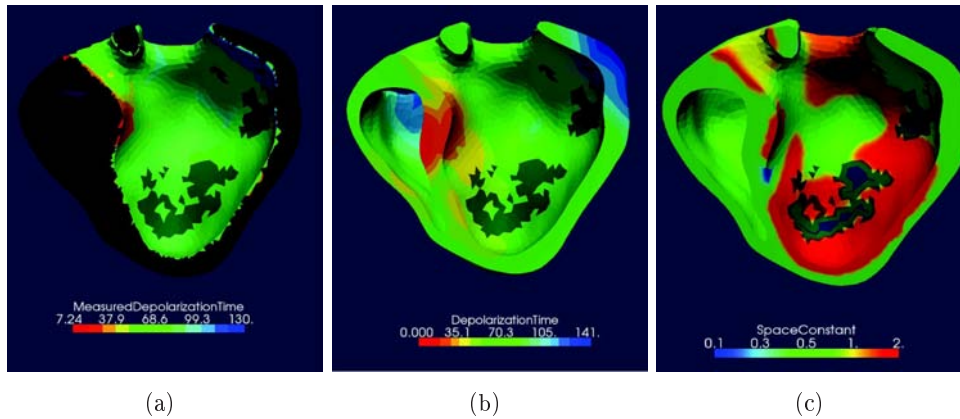 MeasuredDepolarizationTime
7.24 37.9 68.6 99.3 130.
DepolarizationTime
0.000 35.1 70.3 105. 141.
SpaceConstant
0.1 0.3 0.5 1. 2.
(a) (b) (c)